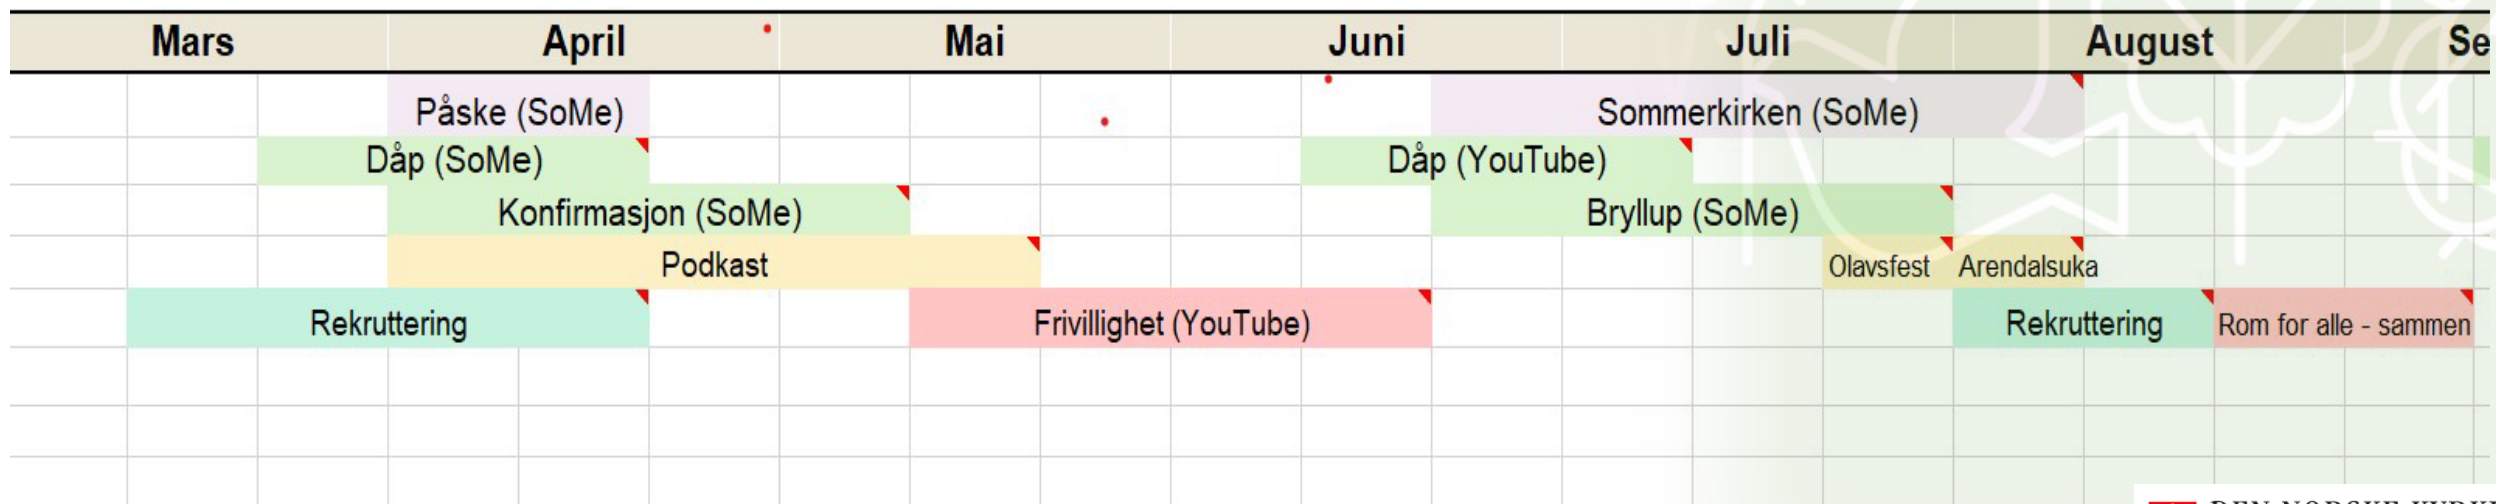 Mars April Mai Juni Juli August Se
Påske (SoMe) Sommerkirken (SoMe)
Dåp (SoMe) Dåp (YouTube)
Konfirmasjon (SoMe) Bryllup (SoMe)
Podkast Olavsfest Arendalsuka
Rekruttering Frivillighet (YouTube) Rekruttering Rom for alle - sammen